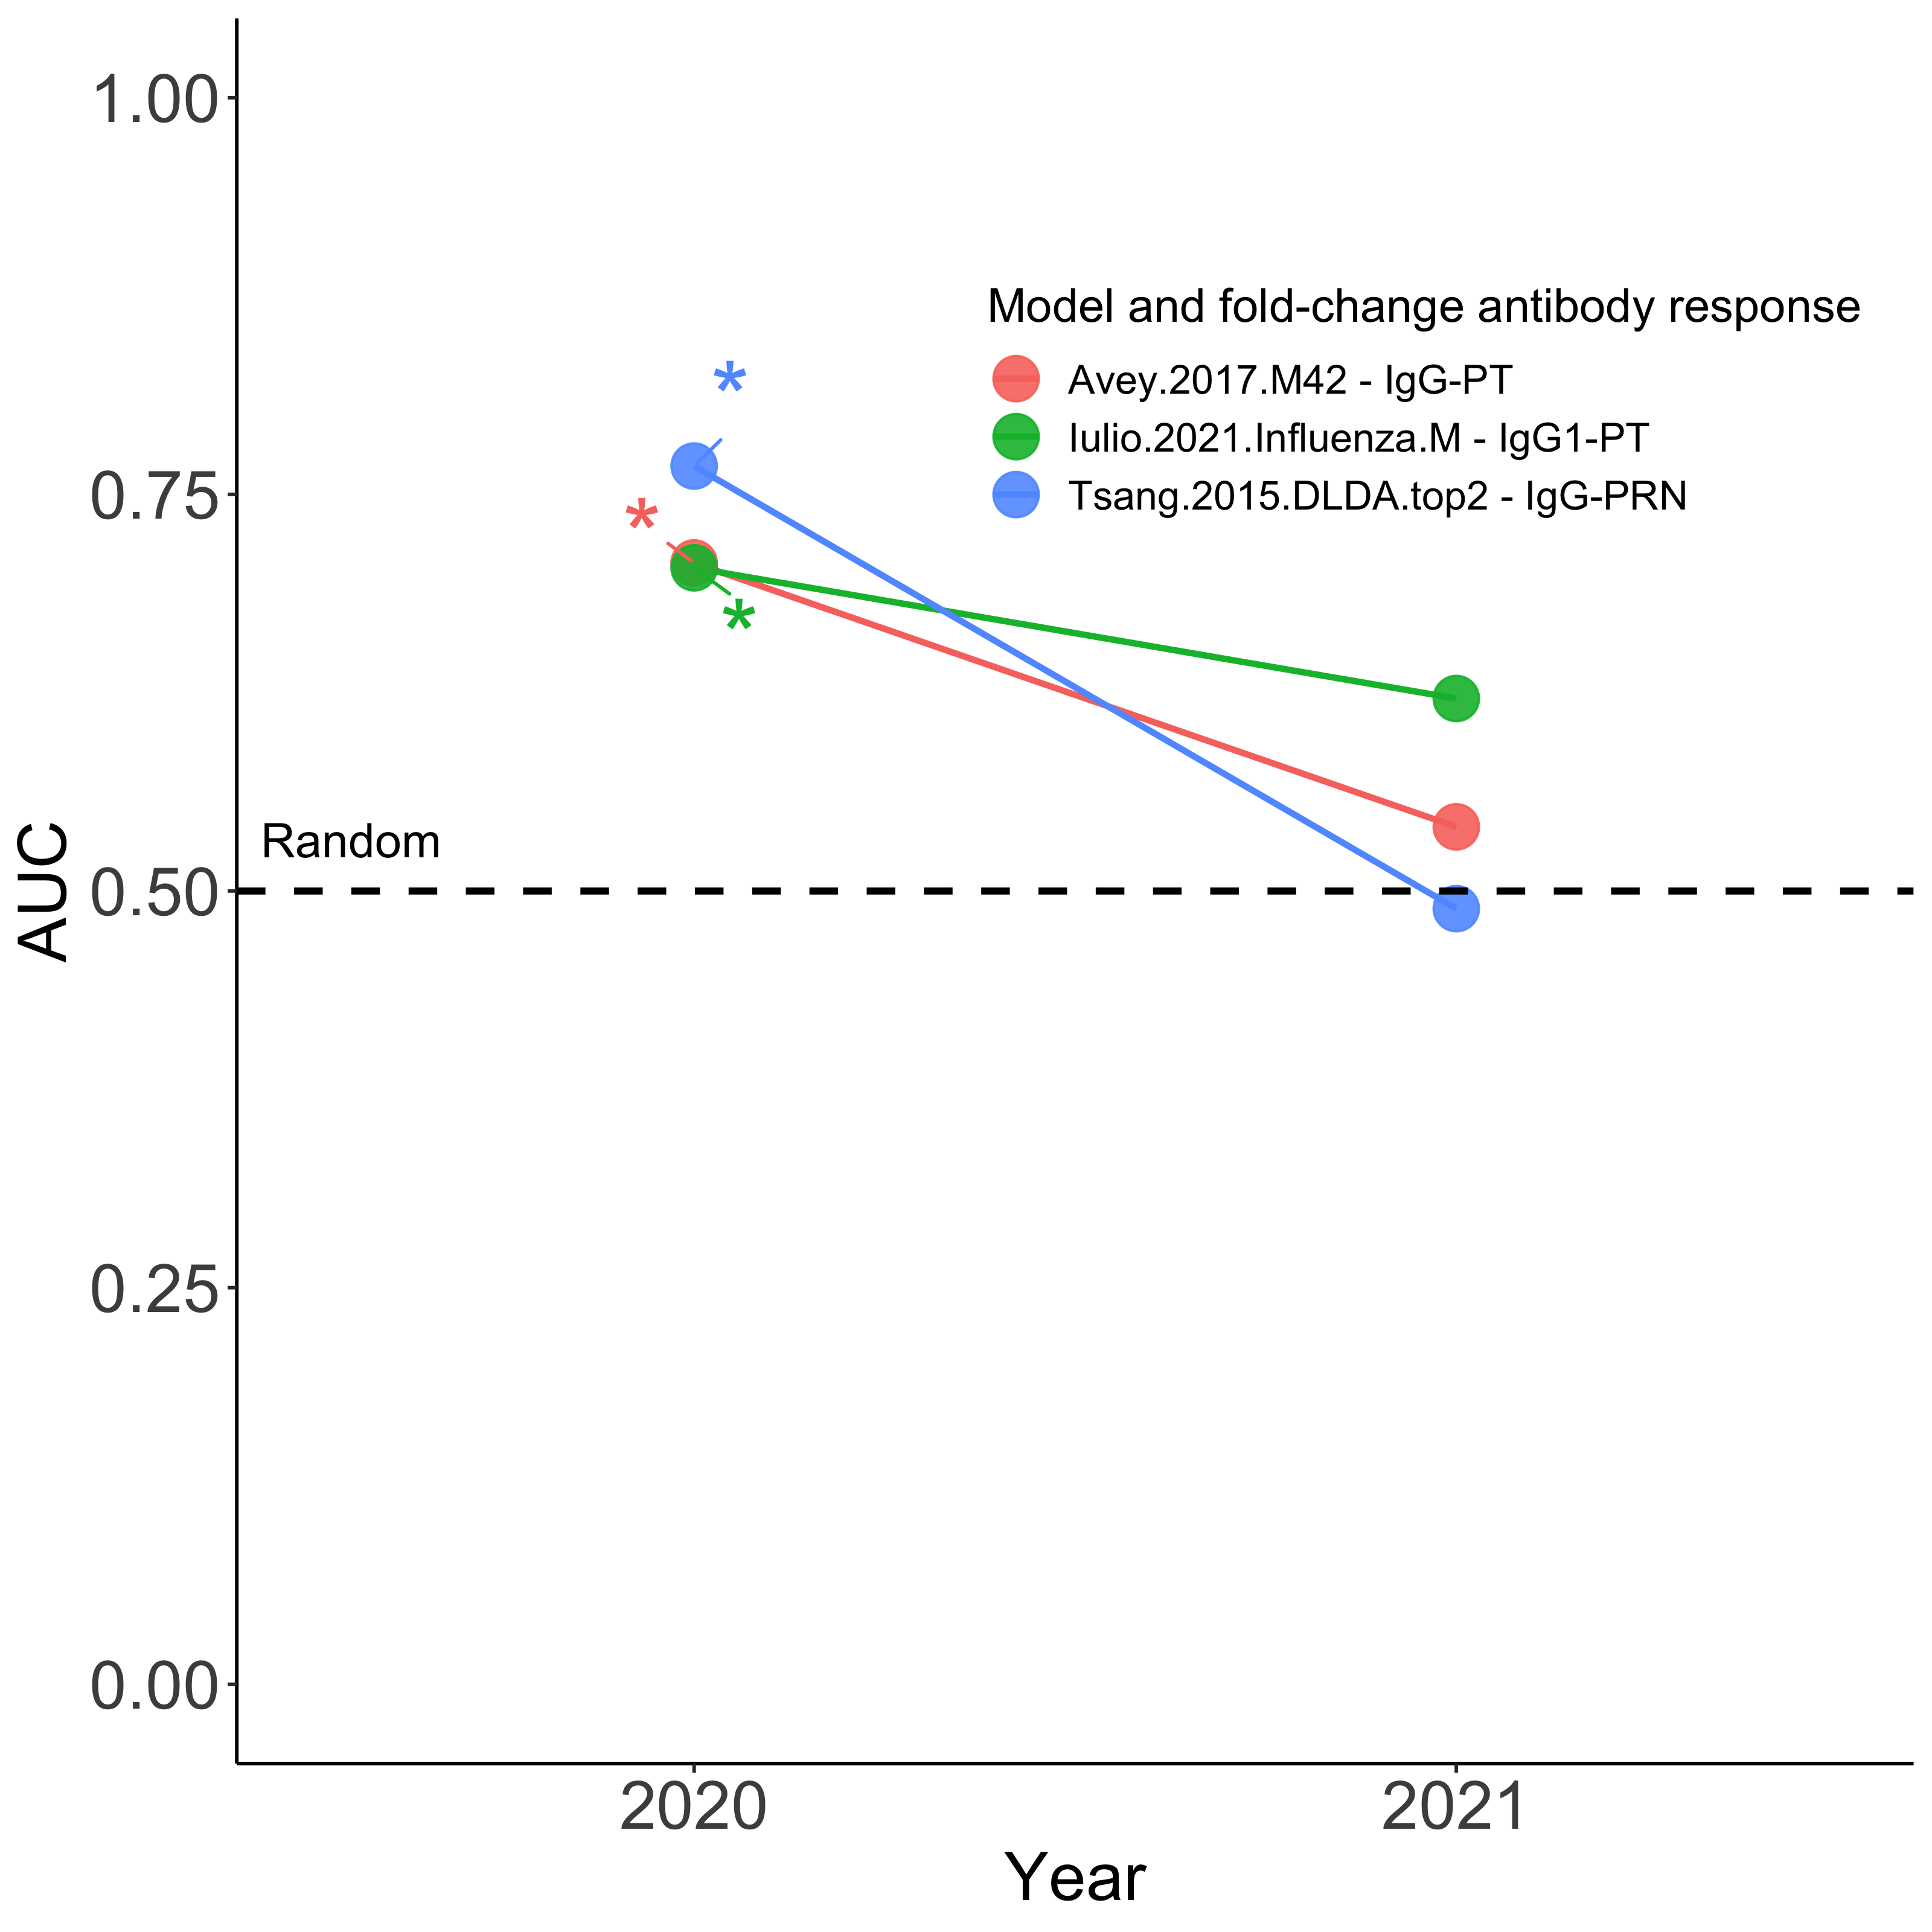 Model and fold-change antibody response
Avey.2017.M42 - IgG-PT
Iulio.2021.Influenza.M - IgG1-PT
Tsang.2015.DLDA.top2 - IgG-PRN
1.00
0.75
0.50
0.25
0.00
AUC
*
*
*
Random
2020
2021
Year